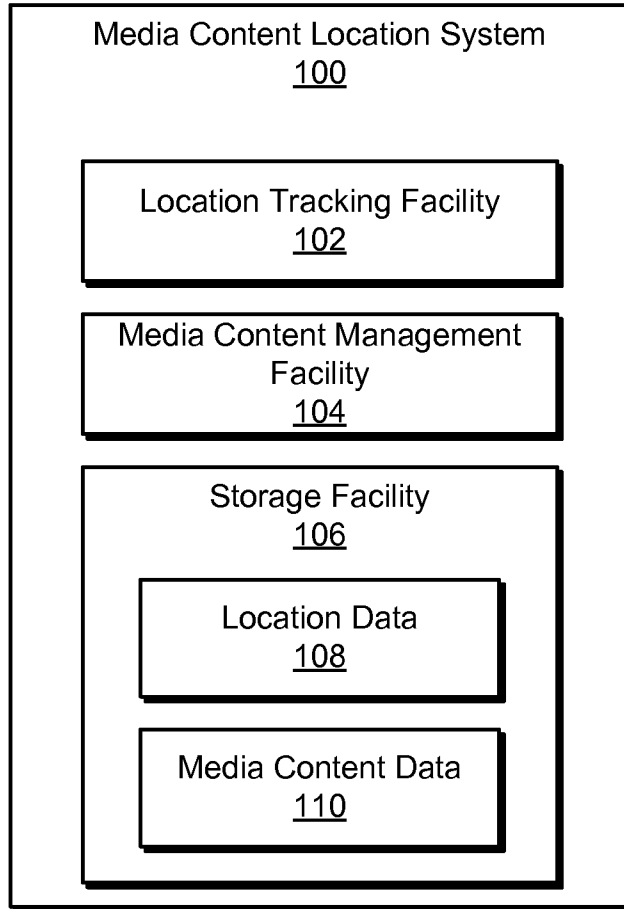 Media Content Location System
100
Location Tracking Facility
102
Media Content Management
Facility
104
Storage Facility
106
Location Data
108
Media Content Data
110